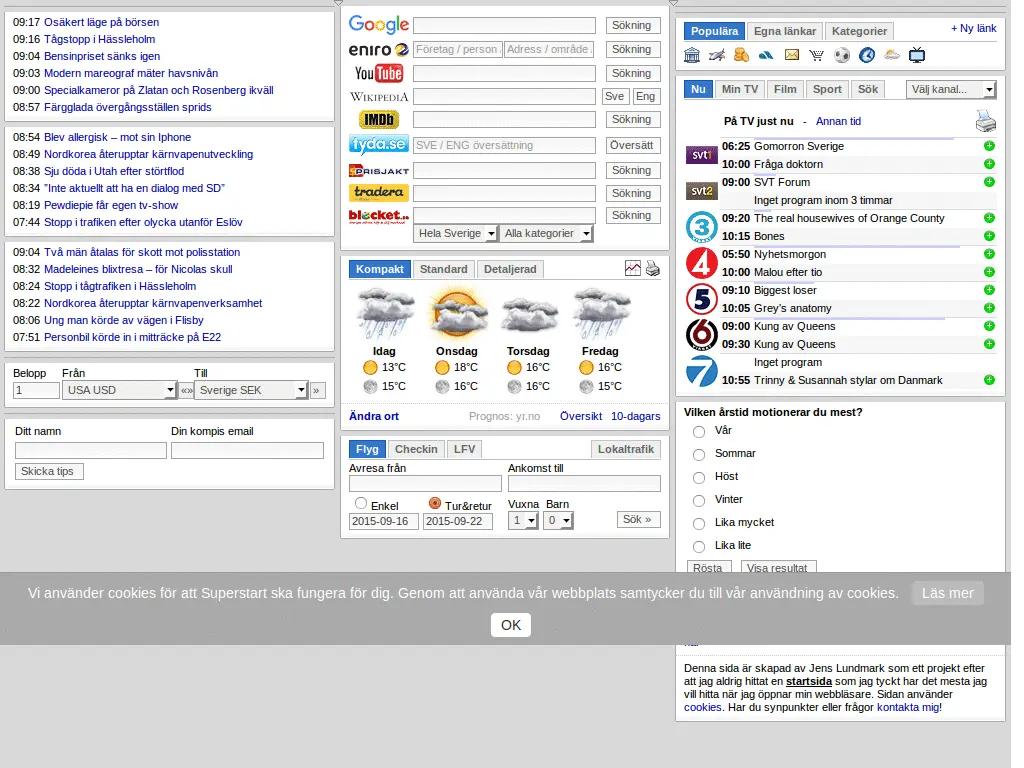 09:17 Osäkert läge på börsen
09:16 Tågstopp i Hässleholm
09:04 Bensinpriset sänks igen
09:03 Modern mareograf mäter havsnivån
09:00 Specialkameror på Zlatan och Rosenberg ikväll
08:57 Färgglada övergångsställen sprids
08:54 Blev allergisk – mot sin Iphone
08:49 Nordkorea återupptar kärnvapenutveckling
08:38 Sju döda i Utah efter störtflod
08:34 "Inte aktuellt att ha en dialog med SD"
08:19 Pewdiepie får egen tv-show
07:44 Stopp i trafiken efter olycka utanför Eslöv
09:04 Två män åtalas för skott mot polisstation
08:32 Madeleines blixtresa – för Nicolas skull
08:24 Stopp i tågtrafiken i Hässleholm
08:22 Nordkorea återupptar kärnvapenverksamhet
08:06 Ung man körde av vägen i Flisby
07:51 Personbil körde in i mitträcke på E22
Belopp Från Till
1 USA USD «» Sverige SEK »
Ditt namn Din kompis email
Skicka tips
Google Sökning
eniro Företag / person Adress / område Sökning
YouTube Sökning
WIKIPEDIA Sve Eng
IMDb Sökning
tyda.se SVE / ENG översättning Översätt
PRISJAKT Sökning
tradera Sökning
blocket Sökning
Hela Sverige Alla kategorier
Kompakt Standard Detaljerad
Idag Onsdag Torsdag Fredag
13°C 18°C 16°C 16°C
15°C 16°C 16°C 15°C
Ändra ort Prognos: yr.no Översikt 10-dagars
Flyg Checkin LFV Lokaltrafik
Avresa från Ankomst till
Enkel Tur&retur Vuxna Barn
2015-09-16 2015-09-22 1 0 Sök »
Populära Egna länkar Kategorier + Ny länk
Nu Min TV Film Sport Sök Välj kanal...
På TV just nu - Annan tid
svt1 06:25 Gomorron Sverige
10:00 Fråga doktorn
svt2 09:00 SVT Forum
Inget program inom 3 timmar
3 09:20 The real housewives of Orange County
10:15 Bones
4 05:50 Nyhetsmorgon
10:00 Malou efter tio
5 09:10 Biggest loser
10:05 Grey's anatomy
6 09:00 Kung av Queens
09:30 Kung av Queens
7 Inget program
10:55 Trinny & Susannah stylar om Danmark
Vilken årstid motionerar du mest?
Vår
Sommar
Höst
Vinter
Lika mycket
Lika lite
Rösta Visa resultat
Vi använder cookies för att Superstart ska fungera för dig. Genom att använda vår webbplats samtycker du till vår användning av cookies. Läs mer
OK
Denna sida är skapad av Jens Lundmark som ett projekt efter
att jag aldrig hittat en startsida som jag tyckt har det mesta jag
vill hitta när jag öppnar min webbläsare. Sidan använder
cookies. Har du synpunkter eller frågor kontakta mig!